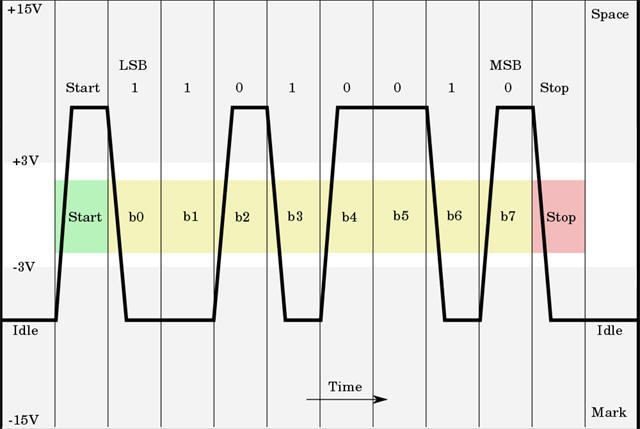 +15V
Space
LSB
MSB
Start 1 1 0 1 0 0 1 0 Stop
+3V
Start b0 b1 b2 b3 b4 b5 b6 b7 Stop
-3V
Idle
Idle
Time
-15V
Mark